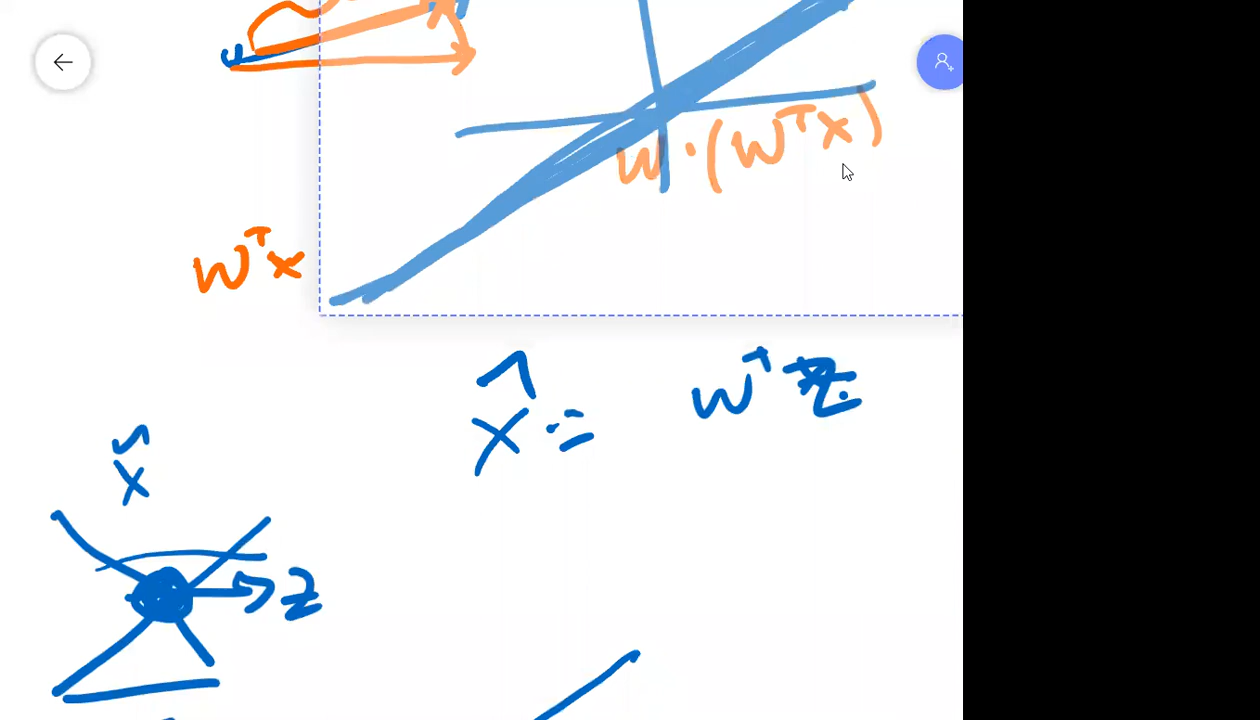 w · (wᵀx)
wᵀx
x̂ = wᵀz
x̂
z